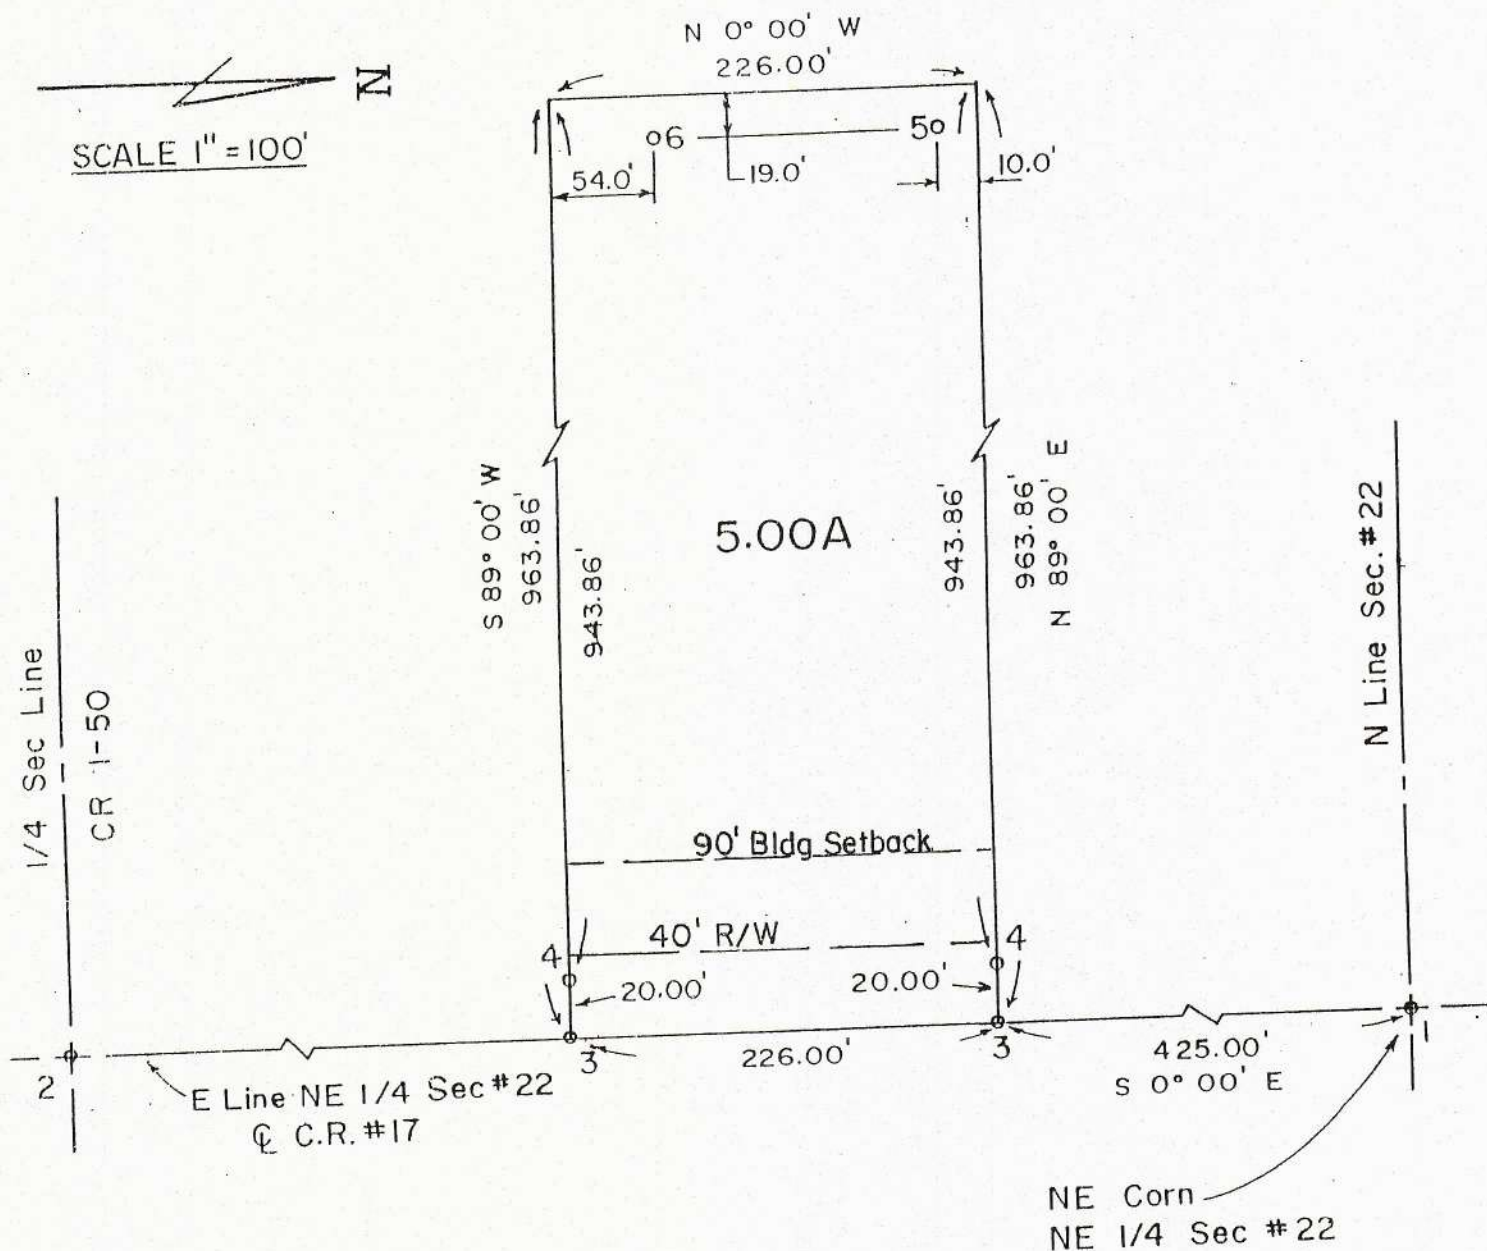 N 0° 00' W
226.00'
N
SCALE 1" = 100'
6
5
54.0'
19.0'
10.0'
S 89° 00' W
963.86'
943.86'
5.00A
943.86'
963.86'
N 89° 00' E
N Line Sec. #22
1/4 Sec Line
CR 1-50
90' Bldg Setback
40' R/W
4
4
20.00'
20.00'
2
3
226.00'
3
425.00'
S 0° 00' E
1
E Line NE 1/4 Sec #22
℄ C.R. #17
NE Corn
NE 1/4 Sec #22